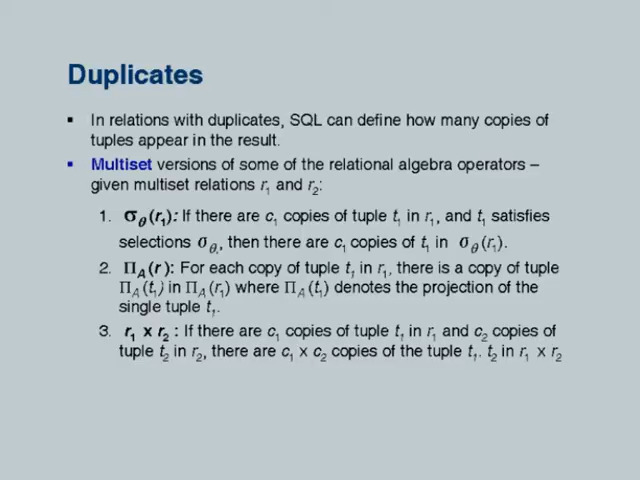 Duplicates
▪ In relations with duplicates, SQL can define how many copies of
tuples appear in the result.
▪ Multiset versions of some of the relational algebra operators –
given multiset relations r₁ and r₂:
1. σθ (r₁): If there are c₁ copies of tuple t₁ in r₁, and t₁ satisfies
selections σθ,, then there are c₁ copies of t₁ in σθ (r₁).
2. ΠA (r ): For each copy of tuple t₁ in r₁, there is a copy of tuple
ΠA (t₁) in ΠA (r₁) where ΠA (t₁) denotes the projection of the
single tuple t₁.
3. r₁ x r₂ : If there are c₁ copies of tuple t₁ in r₁ and c₂ copies of
tuple t₂ in r₂, there are c₁ x c₂ copies of the tuple t₁. t₂ in r₁ x r₂